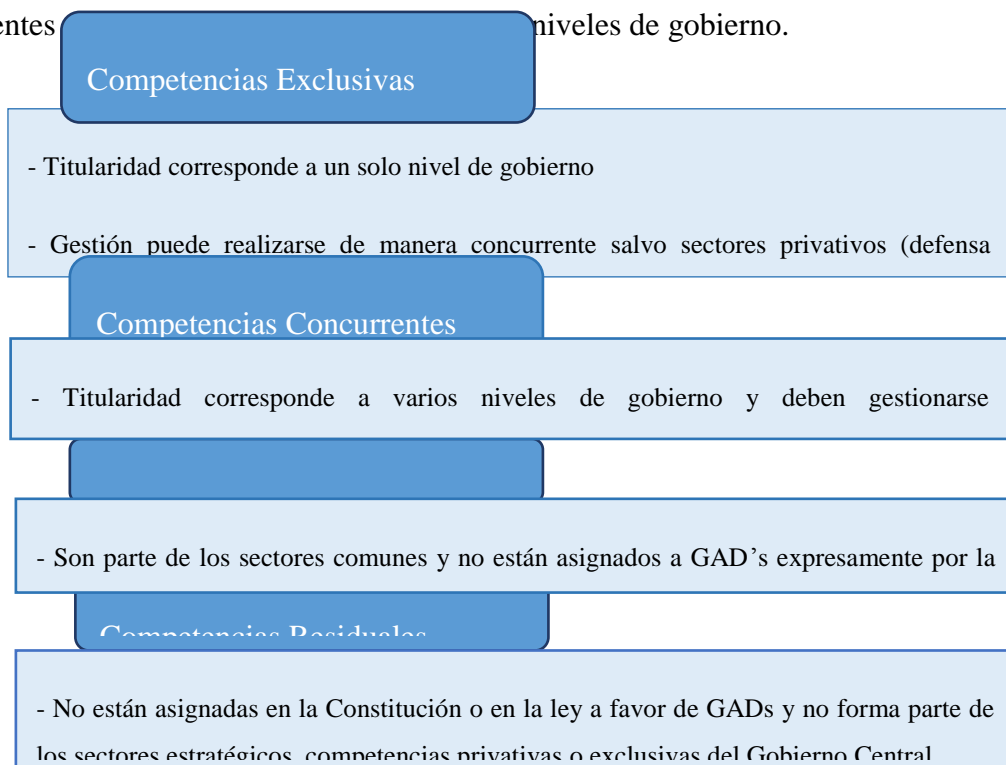 entes niveles de gobierno.
Competencias Exclusivas
- Titularidad corresponde a un solo nivel de gobierno
- Gestión puede realizarse de manera concurrente salvo sectores privativos (defensa
Competencias Concurrentes
- Titularidad corresponde a varios niveles de gobierno y deben gestionarse
- Son parte de los sectores comunes y no están asignados a GAD’s expresamente por la
Competencias Residuales
- No están asignadas en la Constitución o en la ley a favor de GADs y no forma parte de
los sectores estratégicos, competencias privativas o exclusivas del Gobierno Central